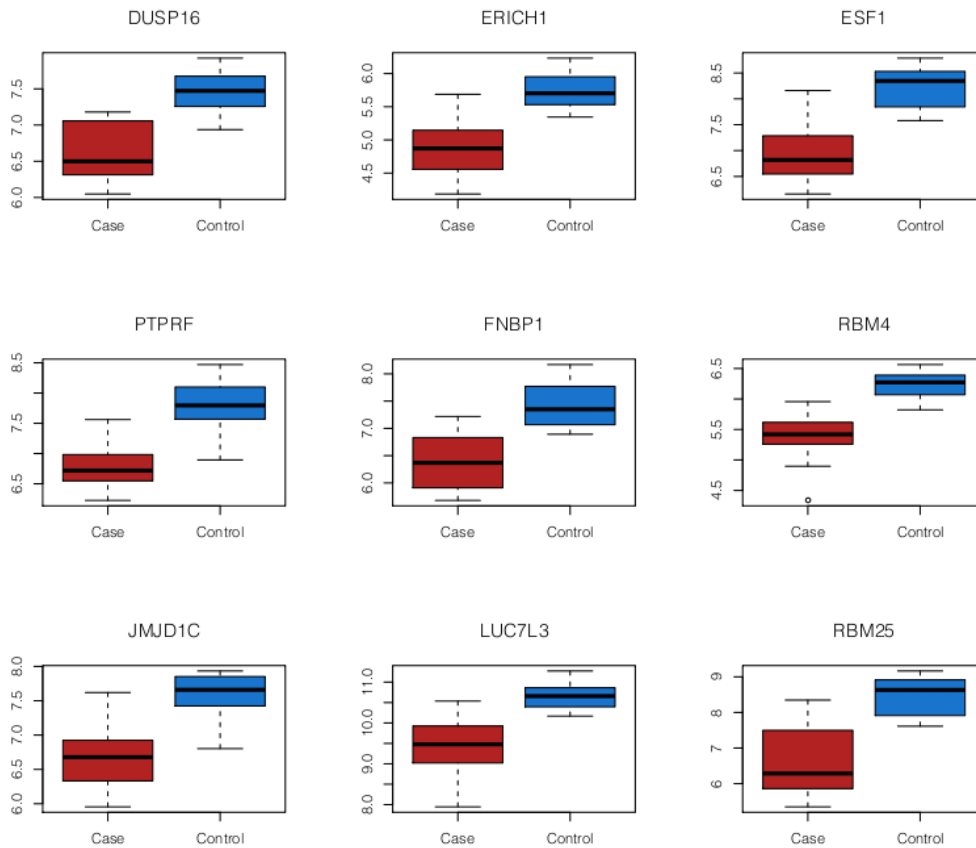 DUSP16 ERICH1 ESF1
7.5 6.0 8.5
7.0 5.5 7.5
6.5 5.0 6.5
6.0 4.5
Case Control Case Control Case Control
PTPRF FNBP1 RBM4
8.5 8.0 6.5
7.5 7.0 5.5
6.5 6.0 4.5
Case Control Case Control Case Control
JMJD1C LUC7L3 RBM25
8.0 11.0 9
7.5 10.0 8
7.0 9.0 7
6.5 8.0 6
6.0
Case Control Case Control Case Control